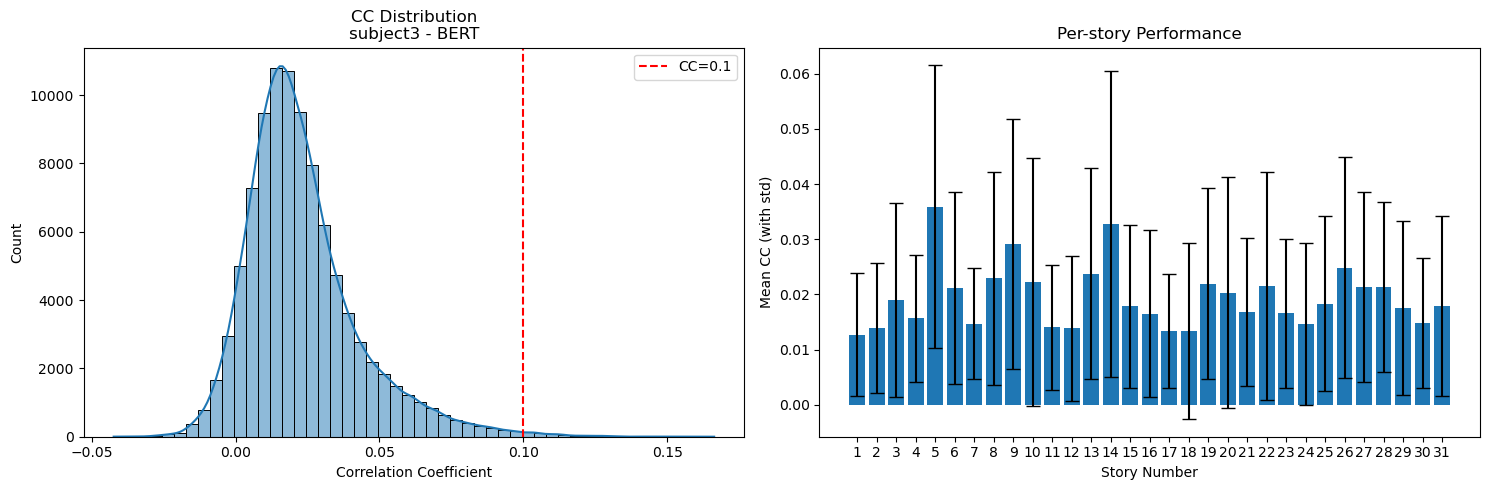 CC Distribution
subject3 - BERT
CC=0.1
Count
10000
8000
6000
4000
2000
0
−0.05 0.00 0.05 0.10 0.15
Correlation Coefficient
Per-story Performance
Mean CC (with std)
0.06
0.05
0.04
0.03
0.02
0.01
0.00
1 2 3 4 5 6 7 8 9 10 11 12 13 14 15 16 17 18 19 20 21 22 23 24 25 26 27 28 29 30 31
Story Number